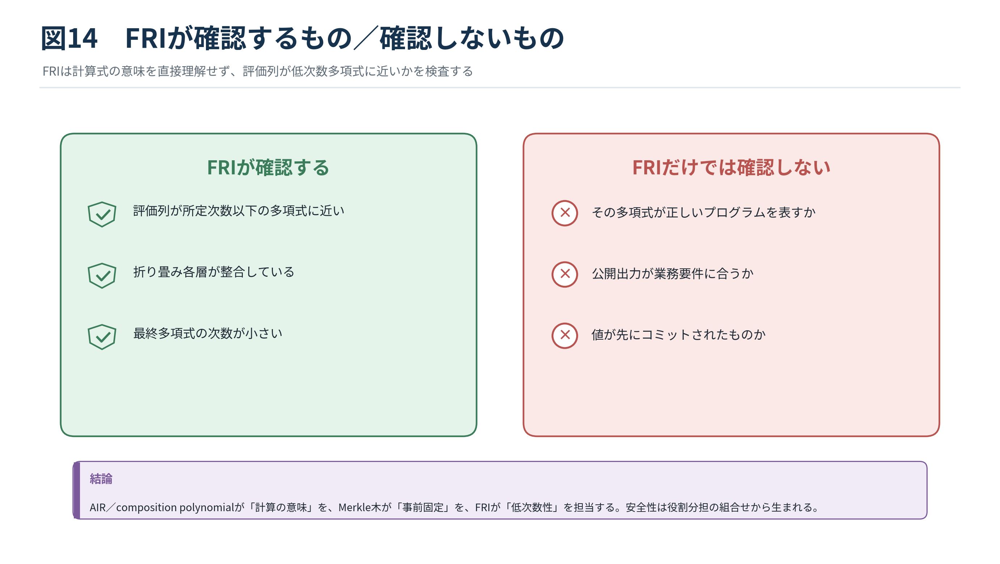 図14　FRIが確認するもの／確認しないもの
FRIは計算式の意味を直接理解せず、評価列が低次数多項式に近いかを検査する
FRIが確認する
評価列が所定次数以下の多項式に近い
折り畳み各層が整合している
最終多項式の次数が小さい
FRIだけでは確認しない
その多項式が正しいプログラムを表すか
公開出力が業務要件に合うか
値が先にコミットされたものか
結論
AIR／composition polynomialが「計算の意味」を、Merkle木が「事前固定」を、FRIが「低次数性」を担当する。安全性は役割分担の組合せから生まれる。